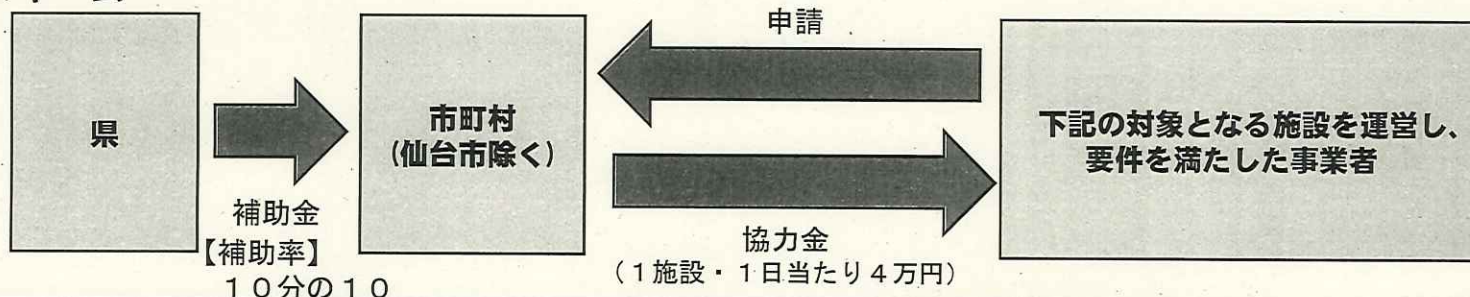 県
補助金
【補助率】
10分の10
市町村
(仙台市除く)
申請
協力金
(1施設・1日当たり4万円)
下記の対象となる施設を運営し、
要件を満たした事業者